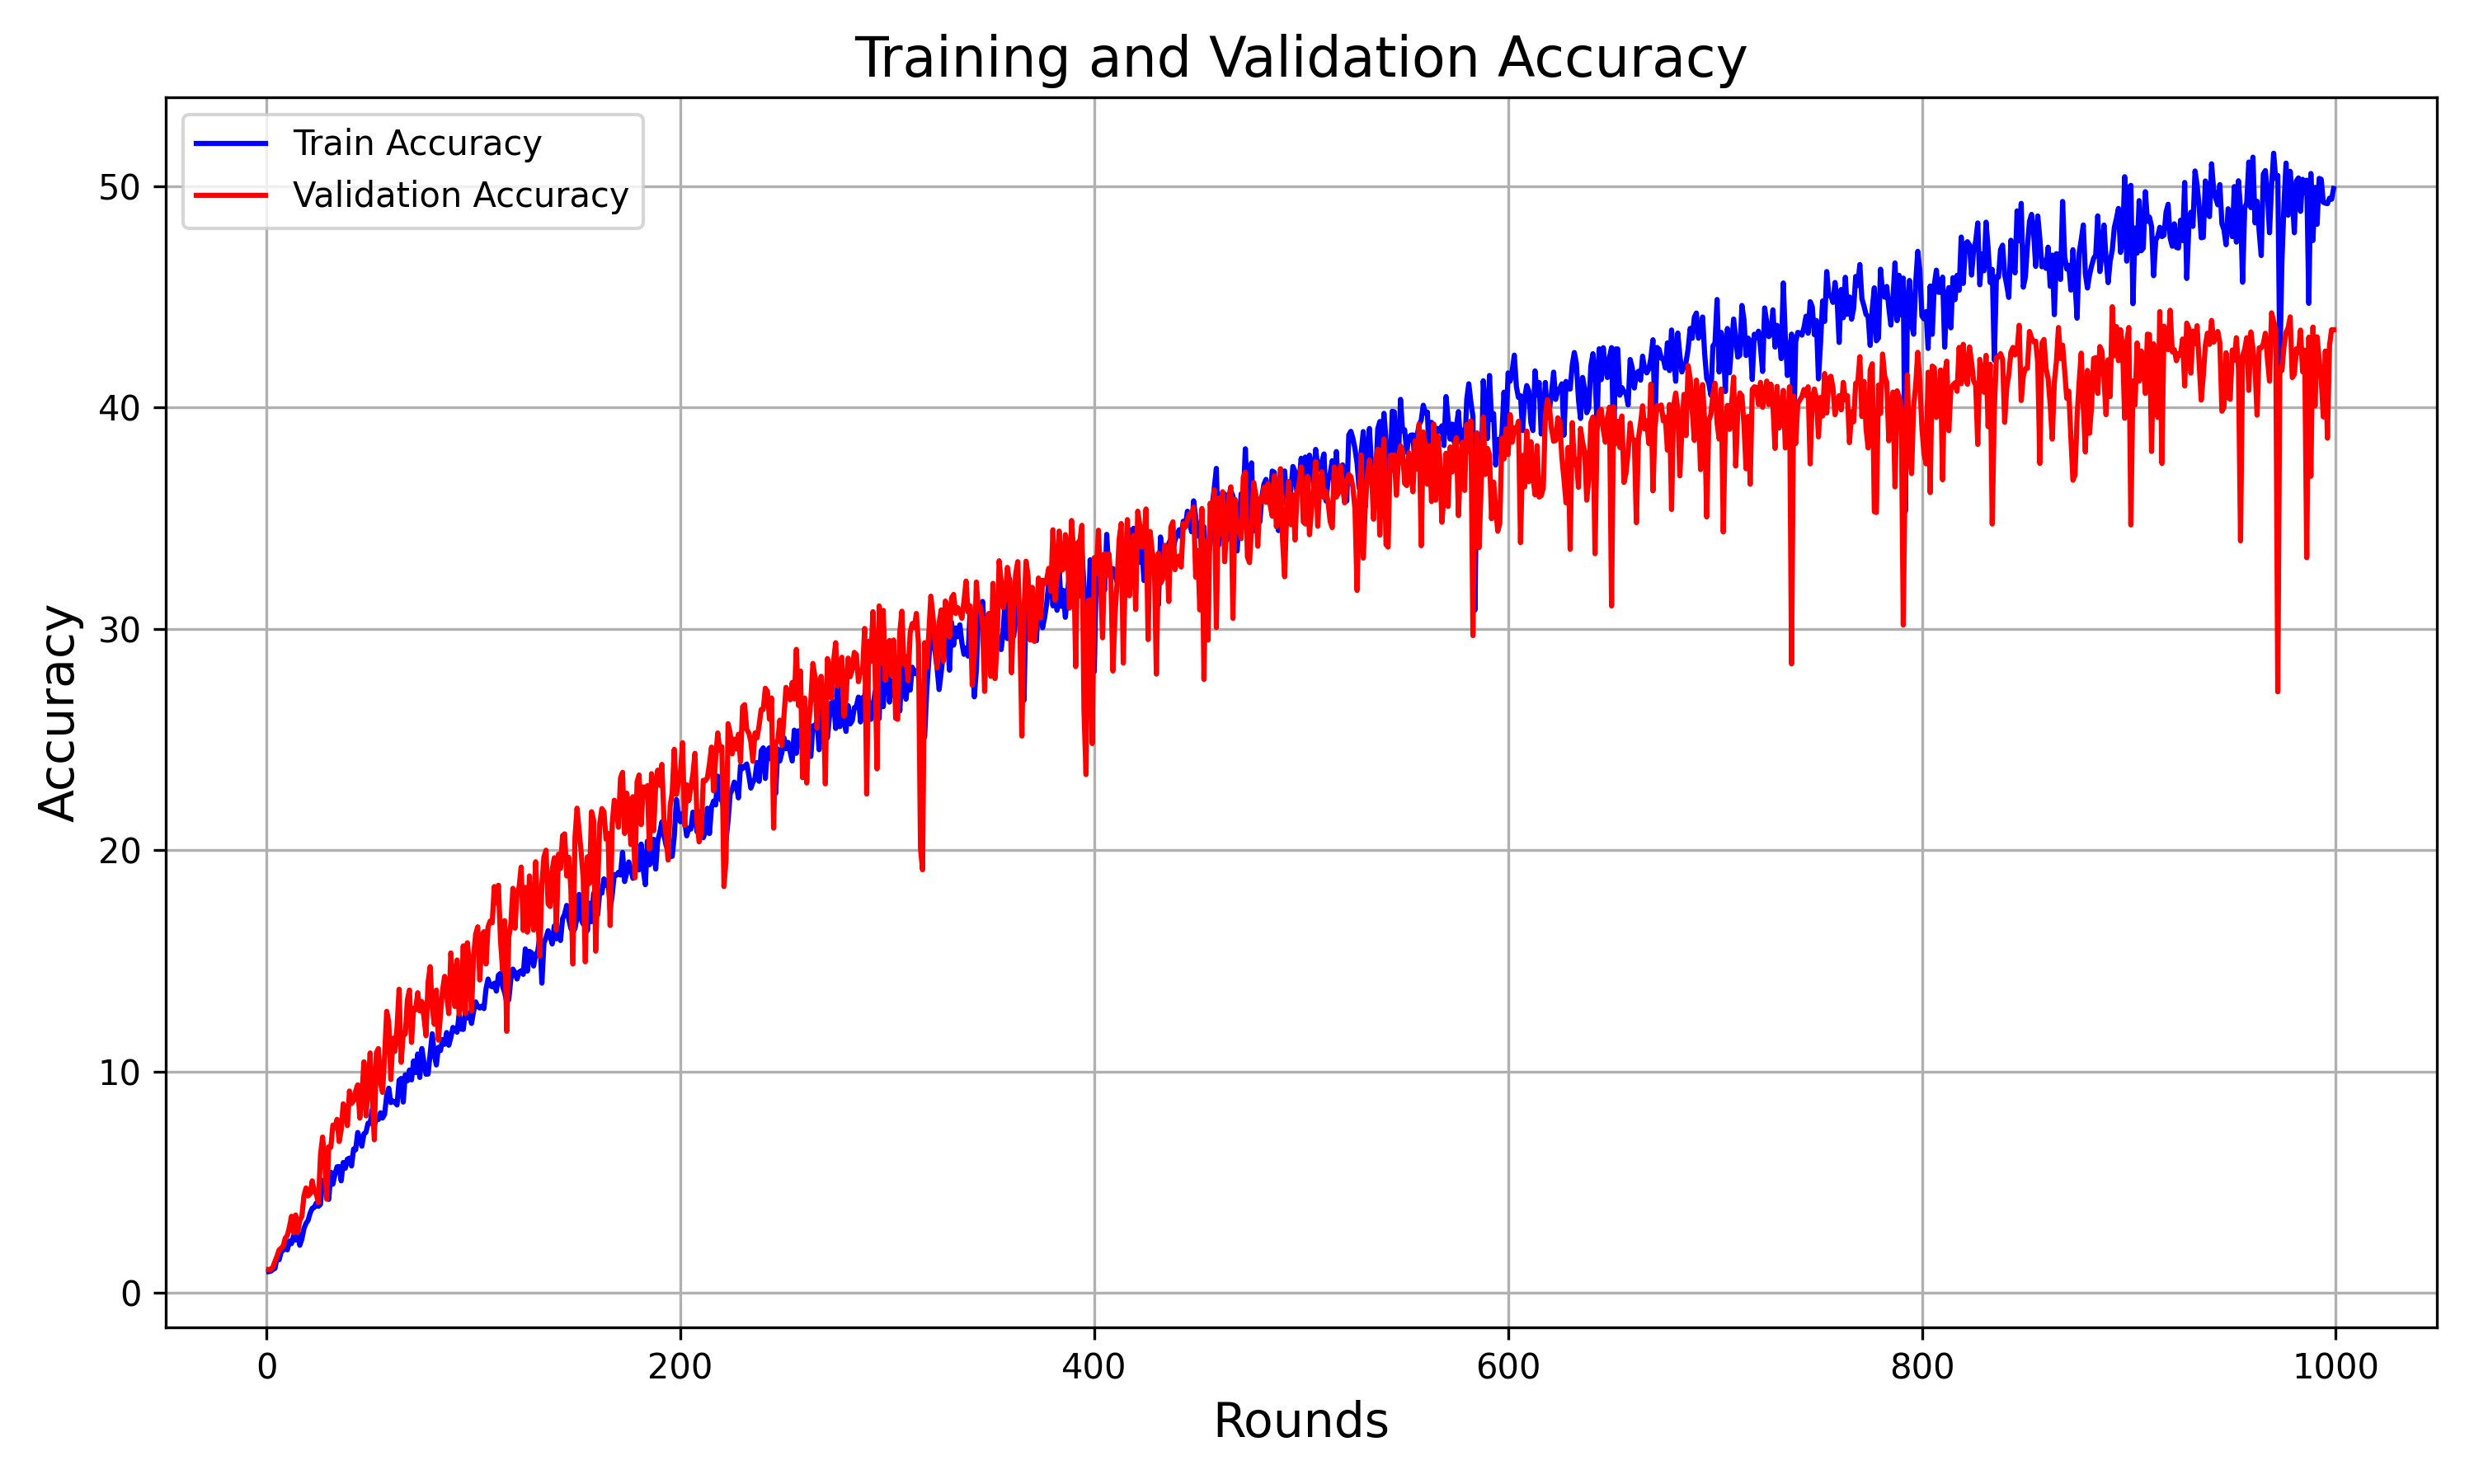 Training and Validation Accuracy
Train Accuracy
Validation Accuracy
Accuracy
50
40
30
20
10
0
0 200 400 600 800 1000
Rounds